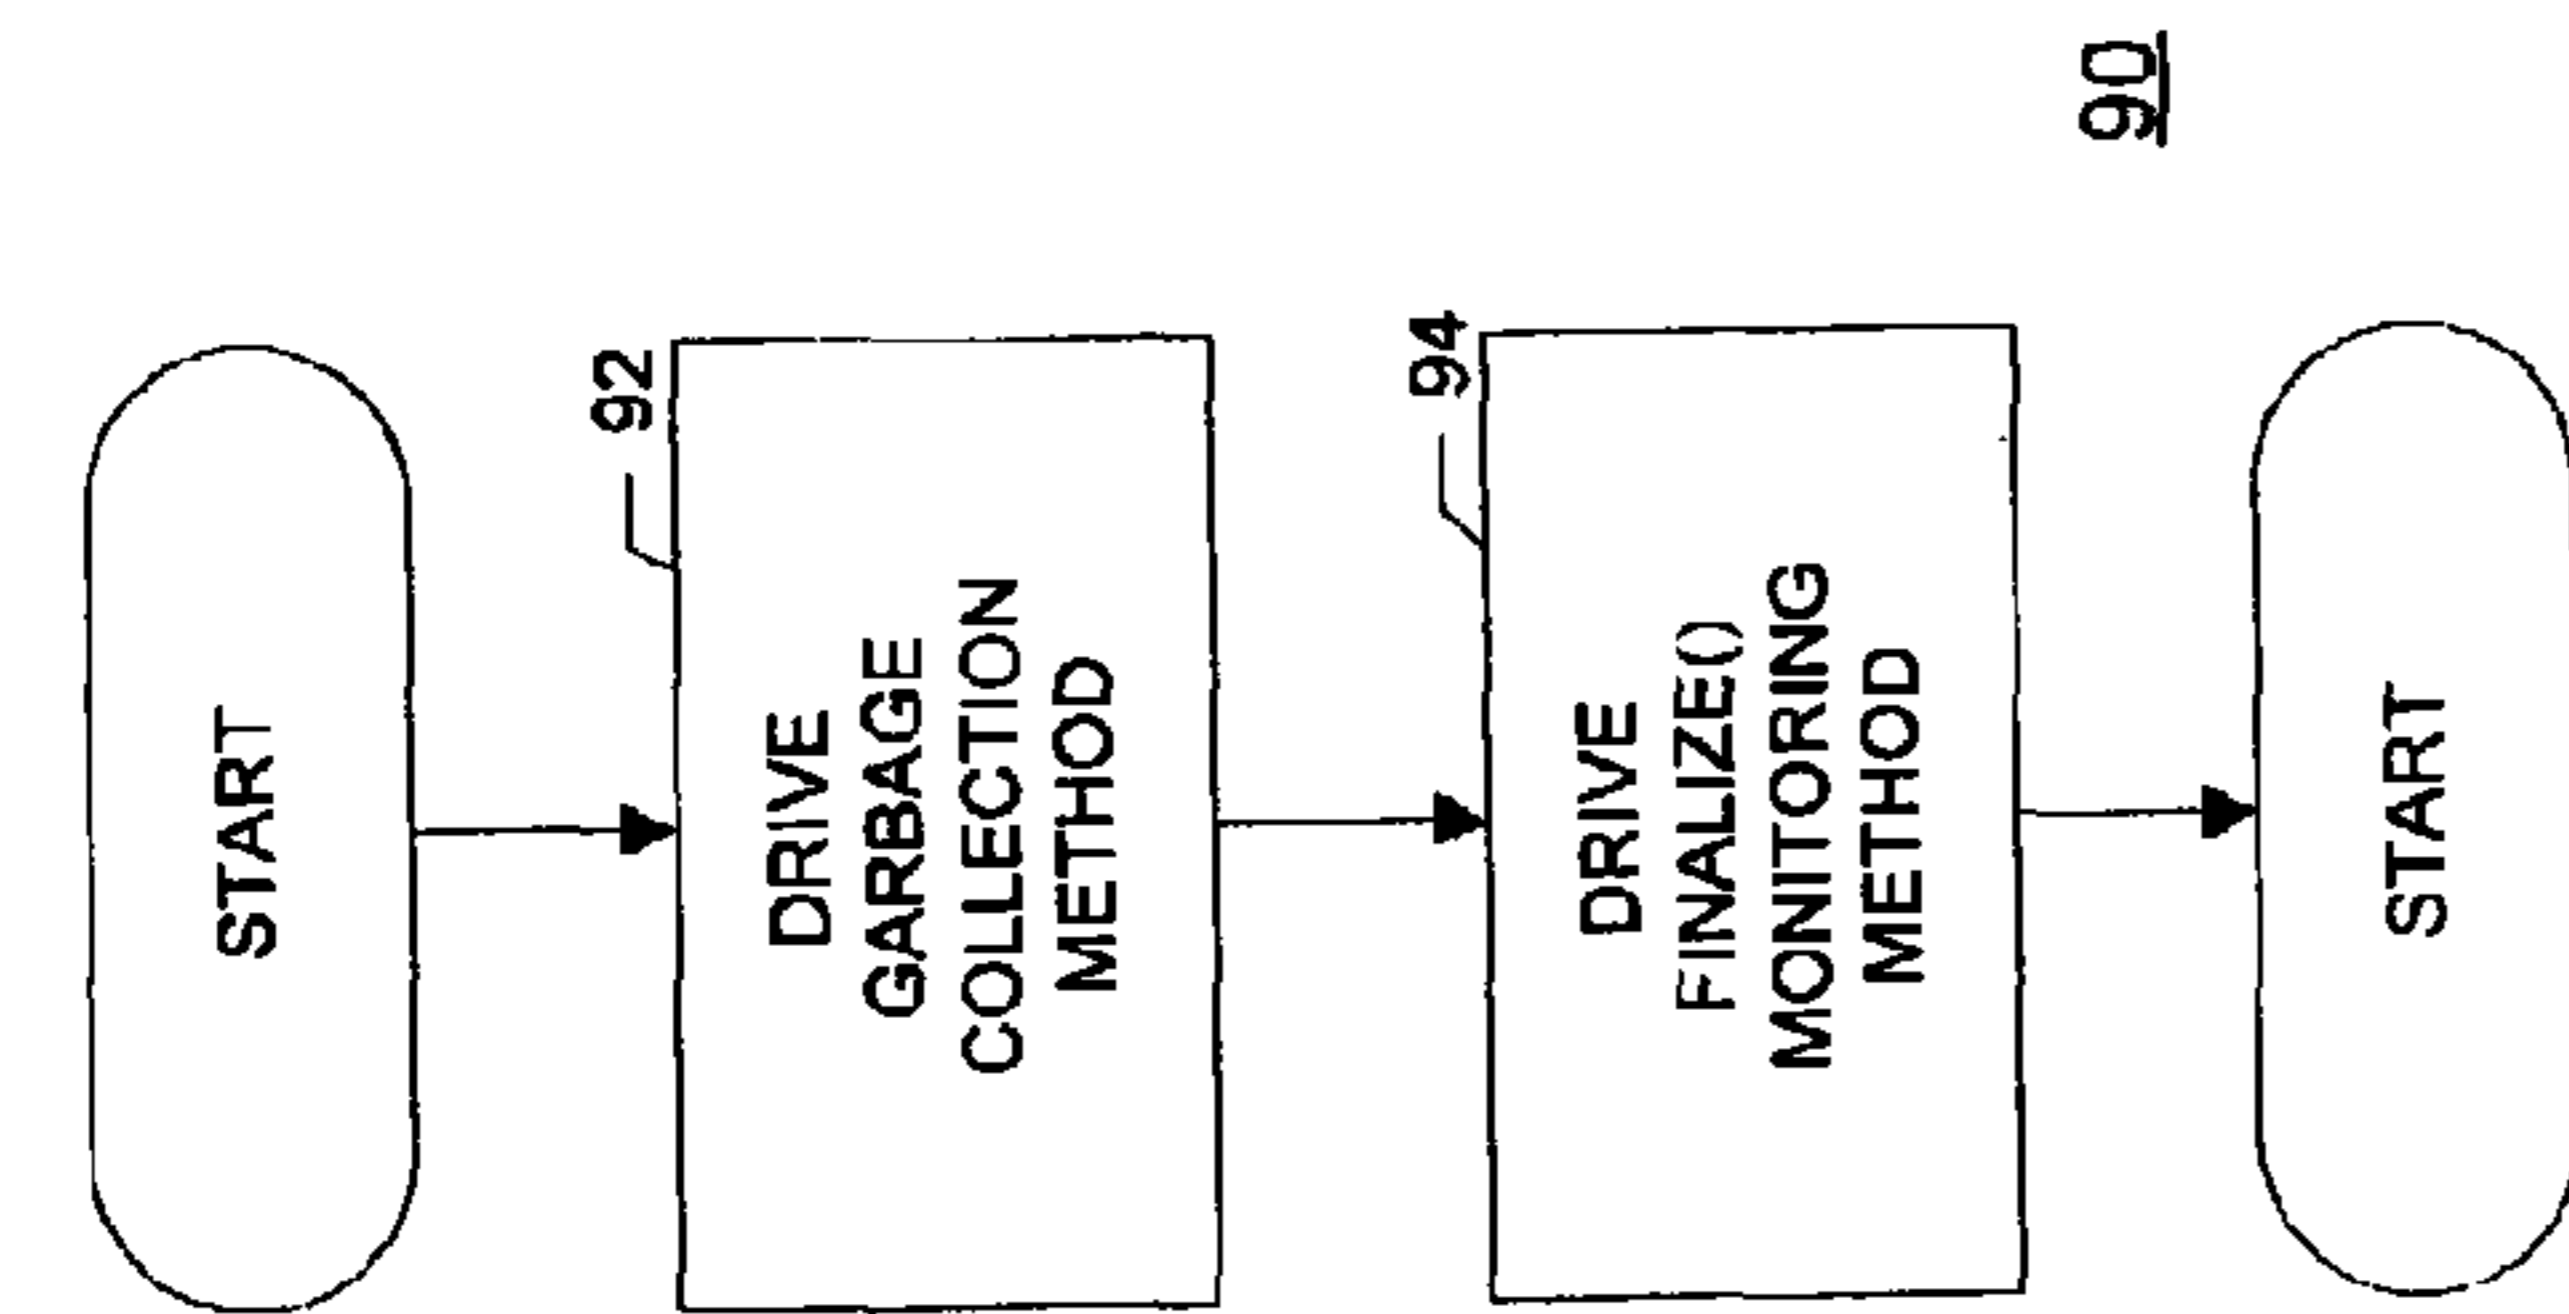 START
92
DRIVE
GARBAGE
COLLECTION
METHOD
94
DRIVE
FINALIZE()
MONITORING
METHOD
START
90